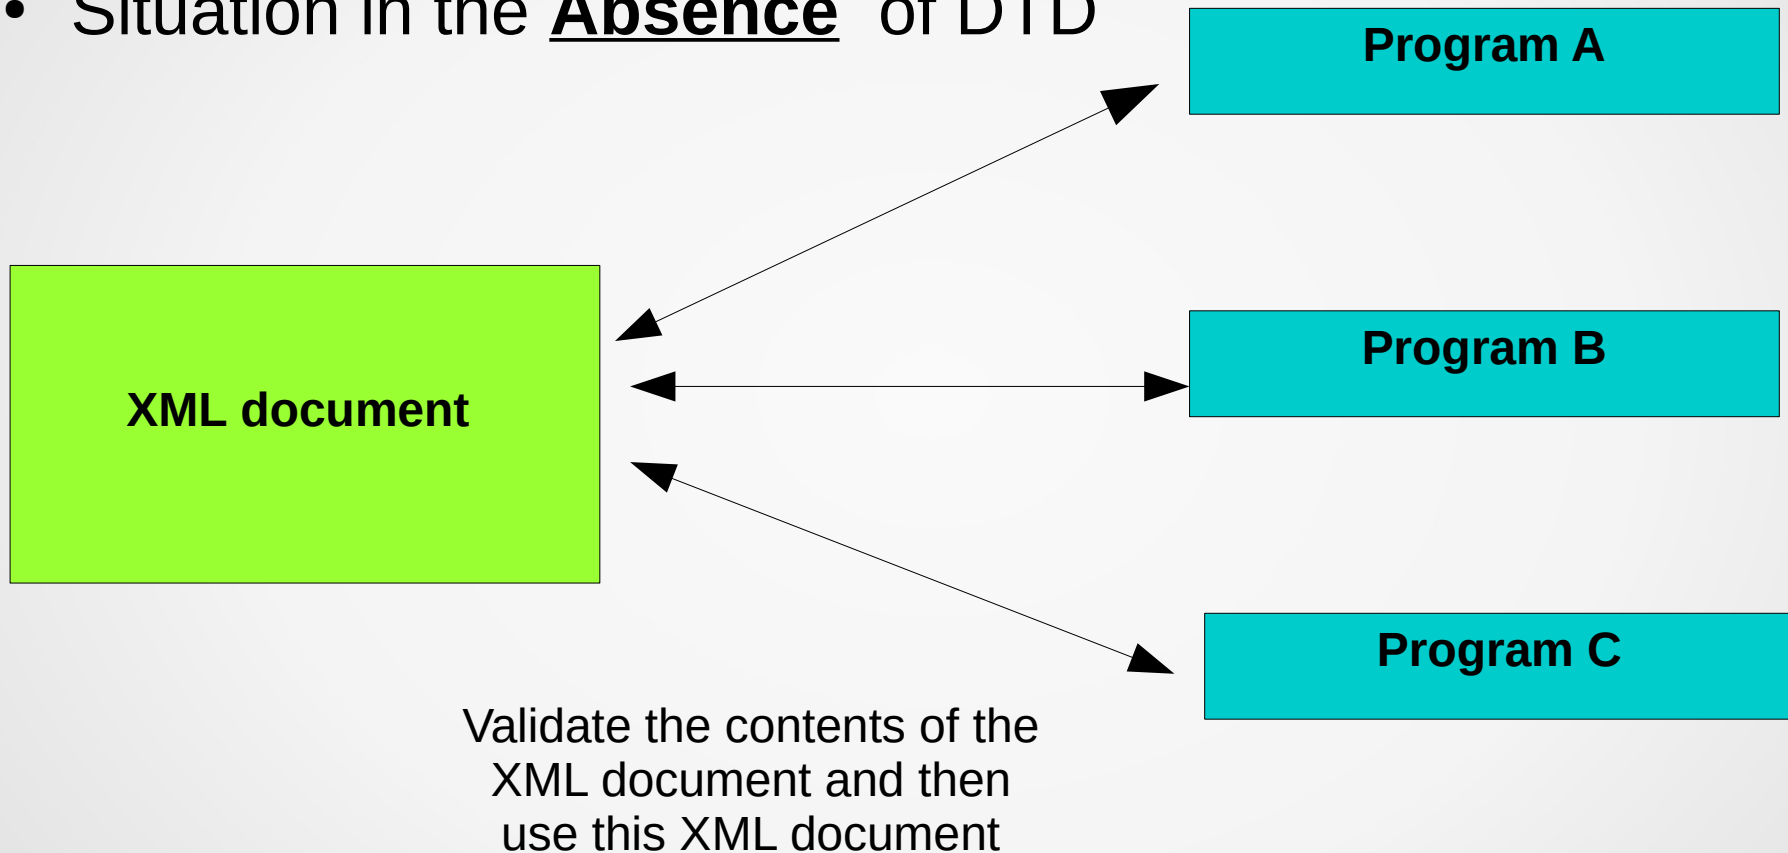 • Situation in the Absence of DTD
Program A
Program B
XML document
Program C
Validate the contents of the
XML document and then
use this XML document